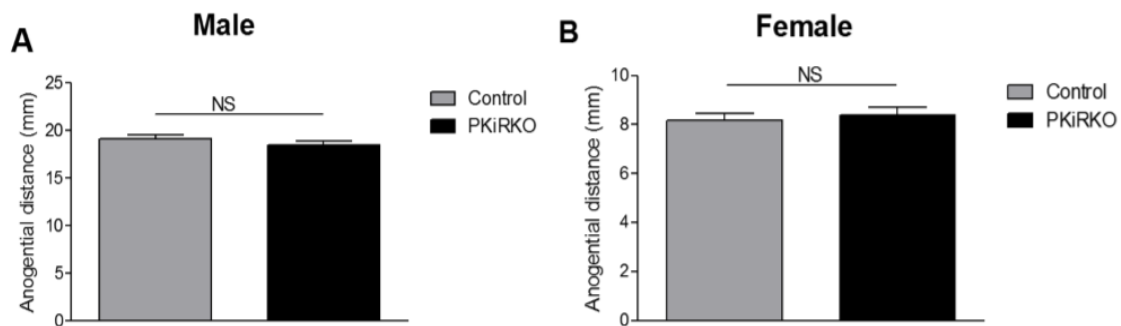 A
Male
Anogential distance (mm)
25
20
15
10
5
0
NS
Control
PKiRKO
B
Female
Anogential distance (mm)
10
8
6
4
2
0
NS
Control
PKiRKO